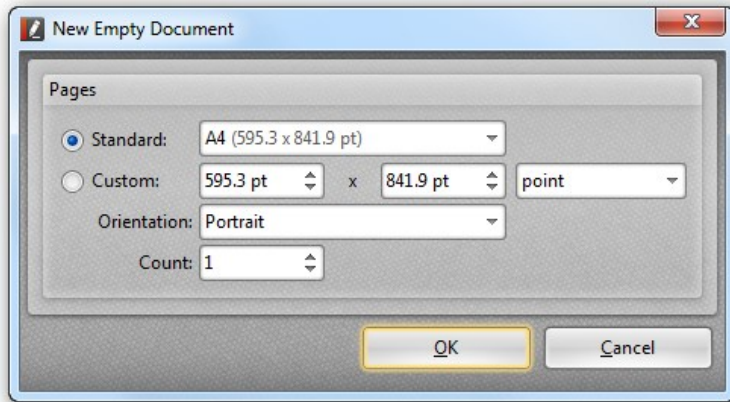 New Empty Document
Pages
Standard: A4 (595.3 x 841.9 pt)
Custom: 595.3 pt x 841.9 pt point
Orientation: Portrait
Count: 1
OK Cancel